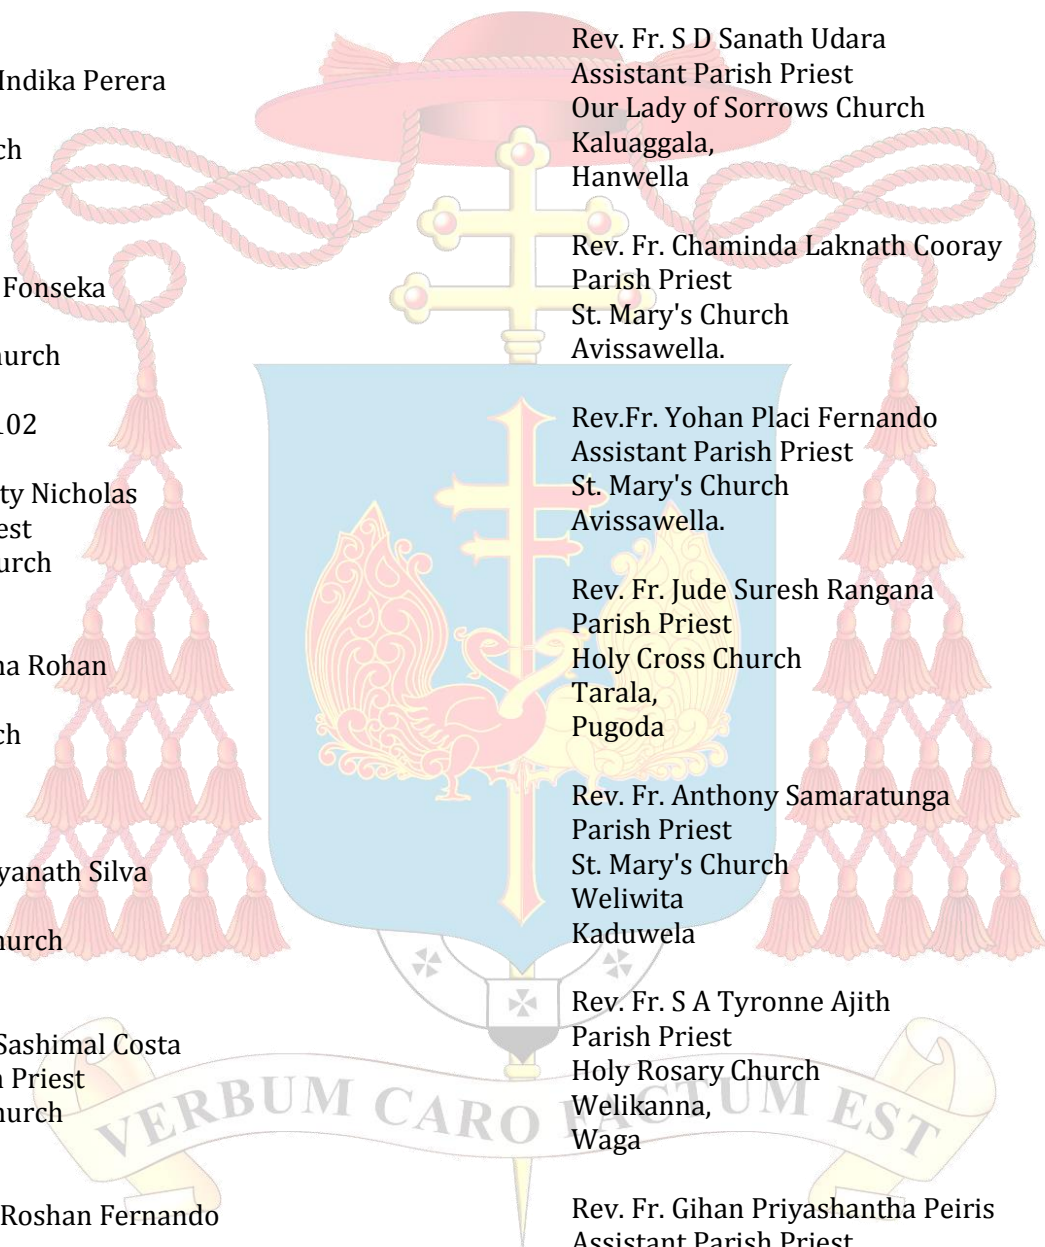 Indika Perera
ch
Fonseka
hurch
102
ty Nicholas
est
urch
na Rohan
ch
yanath Silva
hurch
Sashimal Costa
n Priest
hurch
Roshan Fernando
Rev. Fr. S D Sanath Udara
Assistant Parish Priest
Our Lady of Sorrows Church
Kaluaggala,
Hanwella
Rev. Fr. Chaminda Laknath Cooray
Parish Priest
St. Mary's Church
Avissawella.
Rev.Fr. Yohan Placi Fernando
Assistant Parish Priest
St. Mary's Church
Avissawella.
Rev. Fr. Jude Suresh Rangana
Parish Priest
Holy Cross Church
Tarala,
Pugoda
Rev. Fr. Anthony Samaratunga
Parish Priest
St. Mary's Church
Weliwita
Kaduwela
Rev. Fr. S A Tyronne Ajith
Parish Priest
Holy Rosary Church
Welikanna,
Waga
Rev. Fr. Gihan Priyashantha Peiris
Assistant Parish Priest
VERBUM CARO FACTUM EST